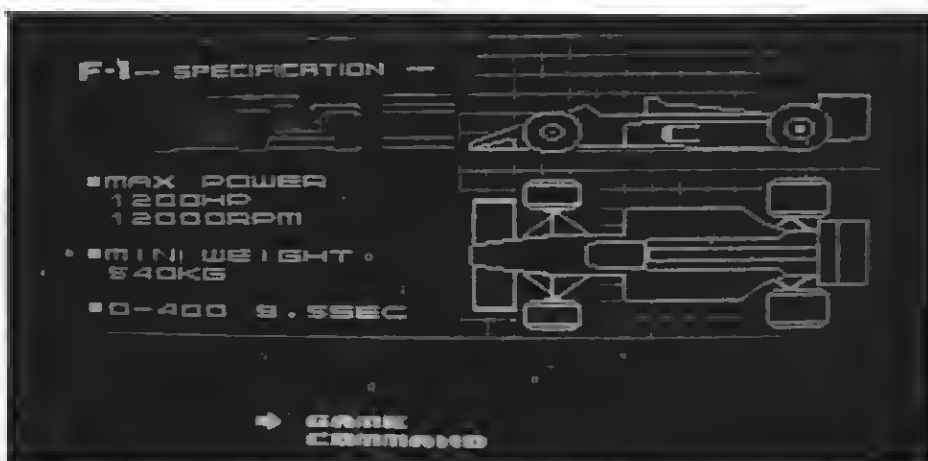 F-1 - SPECIFICATION -
■MAX POWER
1200HP
12000RPM
■MINI WEIGHT
540KG
■0-400 9.5SEC
➔ GAME
COMMAND